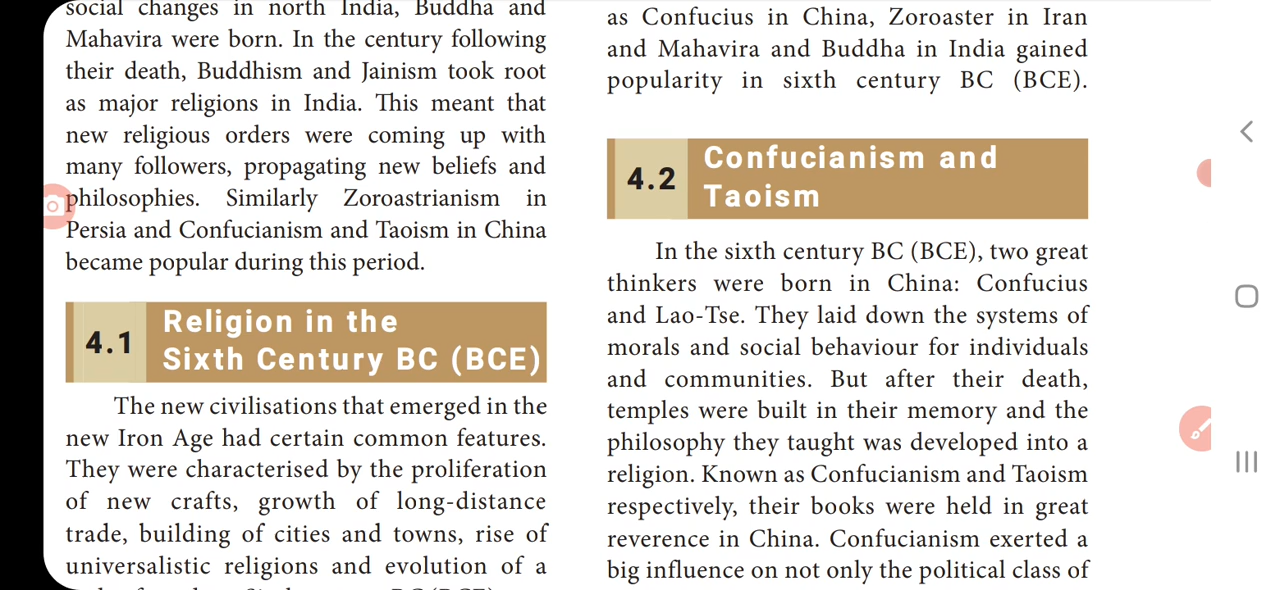 social changes in north India, Buddha and
Mahavira were born. In the century following
their death, Buddhism and Jainism took root
as major religions in India. This meant that
new religious orders were coming up with
many followers, propagating new beliefs and
philosophies. Similarly Zoroastrianism in
Persia and Confucianism and Taoism in China
became popular during this period.
4.1 Religion in the
Sixth Century BC (BCE)
The new civilisations that emerged in the
new Iron Age had certain common features.
They were characterised by the proliferation
of new crafts, growth of long-distance
trade, building of cities and towns, rise of
universalistic religions and evolution of a
as Confucius in China, Zoroaster in Iran
and Mahavira and Buddha in India gained
popularity in sixth century BC (BCE).
4.2 Confucianism and
Taoism
In the sixth century BC (BCE), two great
thinkers were born in China: Confucius
and Lao-Tse. They laid down the systems of
morals and social behaviour for individuals
and communities. But after their death,
temples were built in their memory and the
philosophy they taught was developed into a
religion. Known as Confucianism and Taoism
respectively, their books were held in great
reverence in China. Confucianism exerted a
big influence on not only the political class of